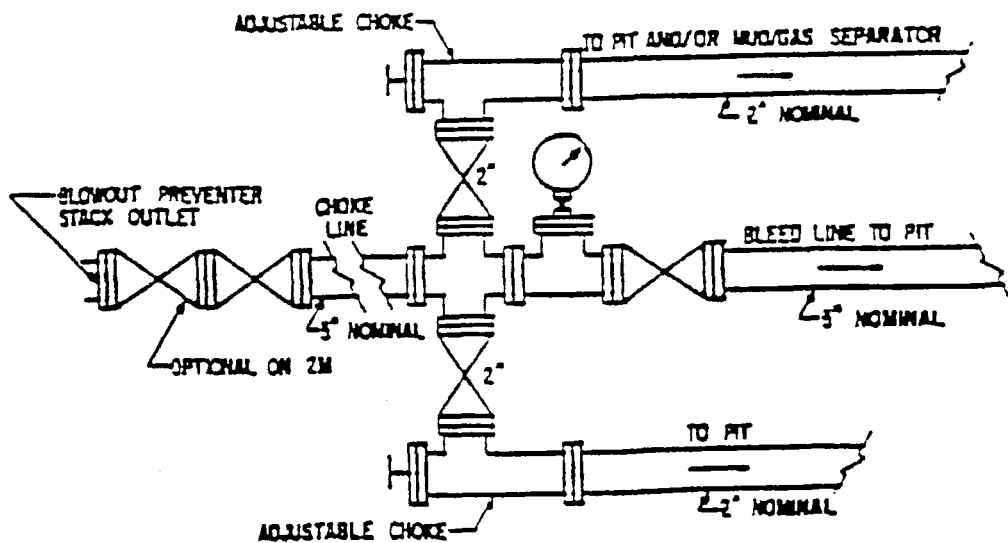 ADJUSTABLE CHOKE
TO PIT AND/OR MUD/GAS SEPARATOR
2" NOMINAL
2"
BLOWOUT PREVENTER
STACK OUTLET
CHOKE
LINE
BLEED LINE TO PIT
3" NOMINAL
3" NOMINAL
OPTIONAL ON 2M
2"
TO PIT
2" NOMINAL
ADJUSTABLE CHOKE